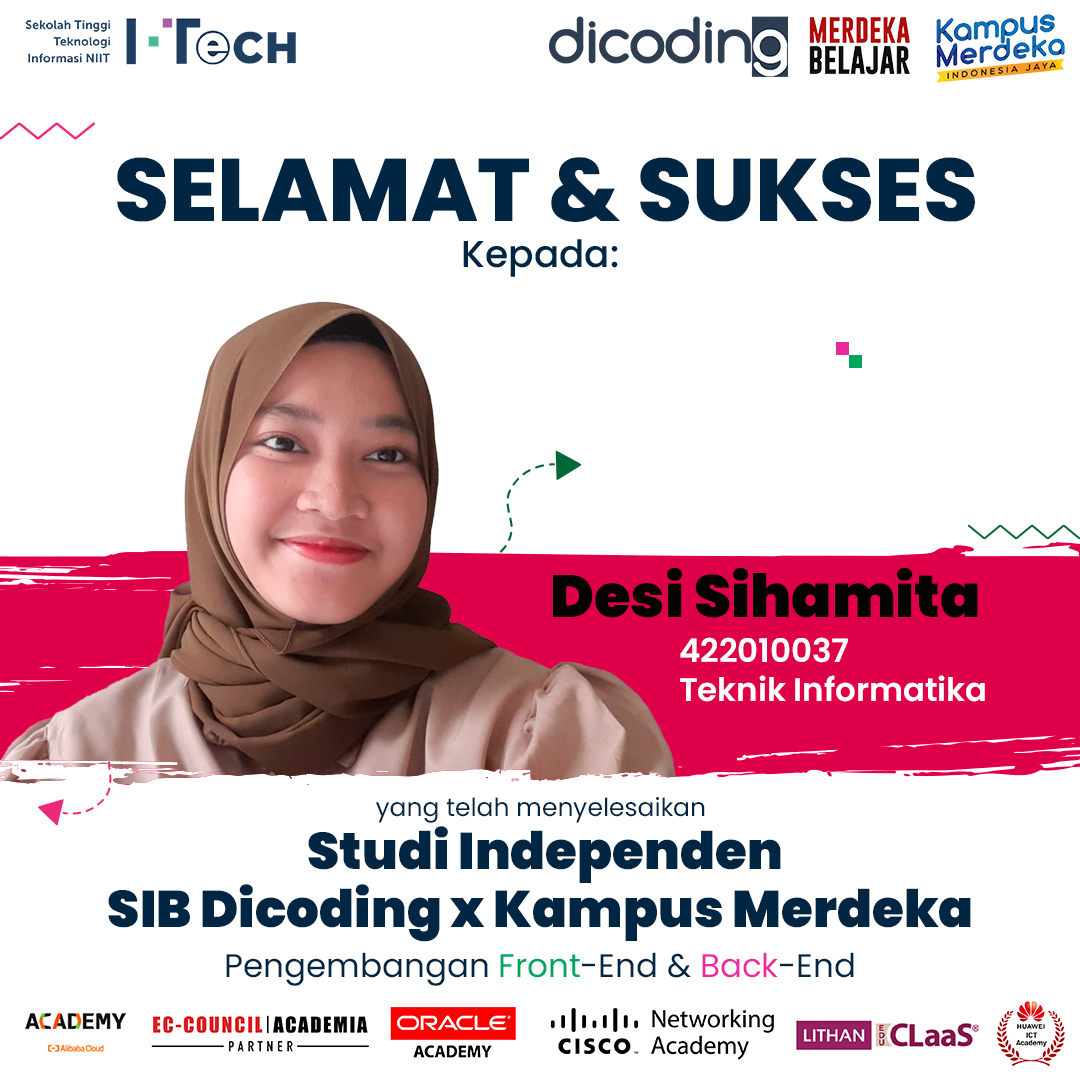 Sekolah Tinggi
Teknologi
Informasi NIIT
I-TECH
dicoding
MERDEKA
BELAJAR
Kampus
Merdeka
INDONESIA JAYA
SELAMAT & SUKSES
Kepada:
Desi Sihamita
422010037
Teknik Informatika
yang telah menyelesaikan
Studi Independen
SIB Dicoding x Kampus Merdeka
Pengembangan Front-End & Back-End
ACADEMY
Alibaba Cloud
EC-COUNCIL | ACADEMIA
PARTNER
ORACLE
ACADEMY
CISCO
Networking
Academy
LITHAN
EDU
CLaaS®
HUAWEI
ICT
Academy